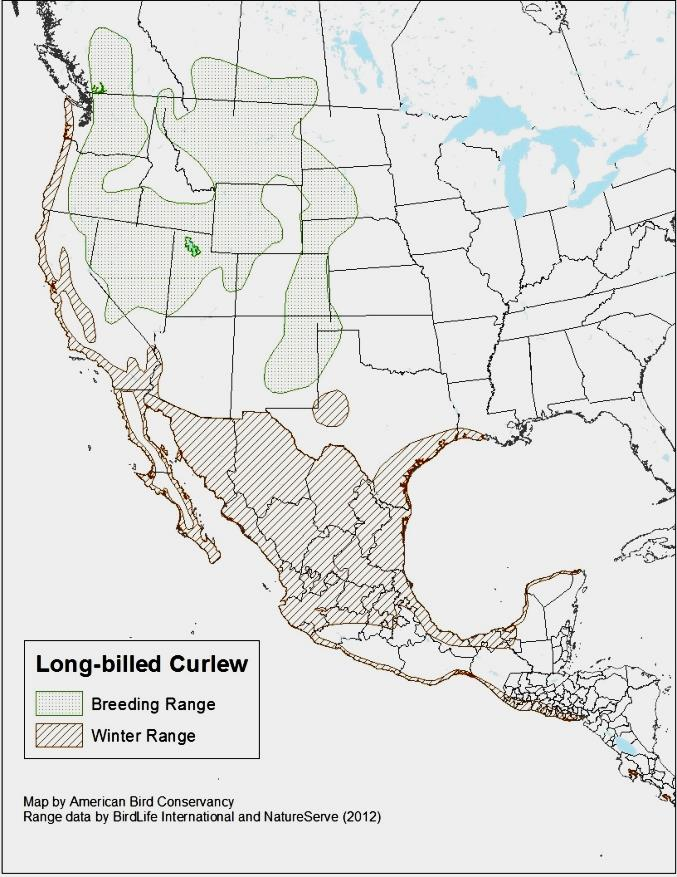 Long-billed Curlew
Breeding Range
Winter Range
Map by American Bird Conservancy
Range data by BirdLife International and NatureServe (2012)